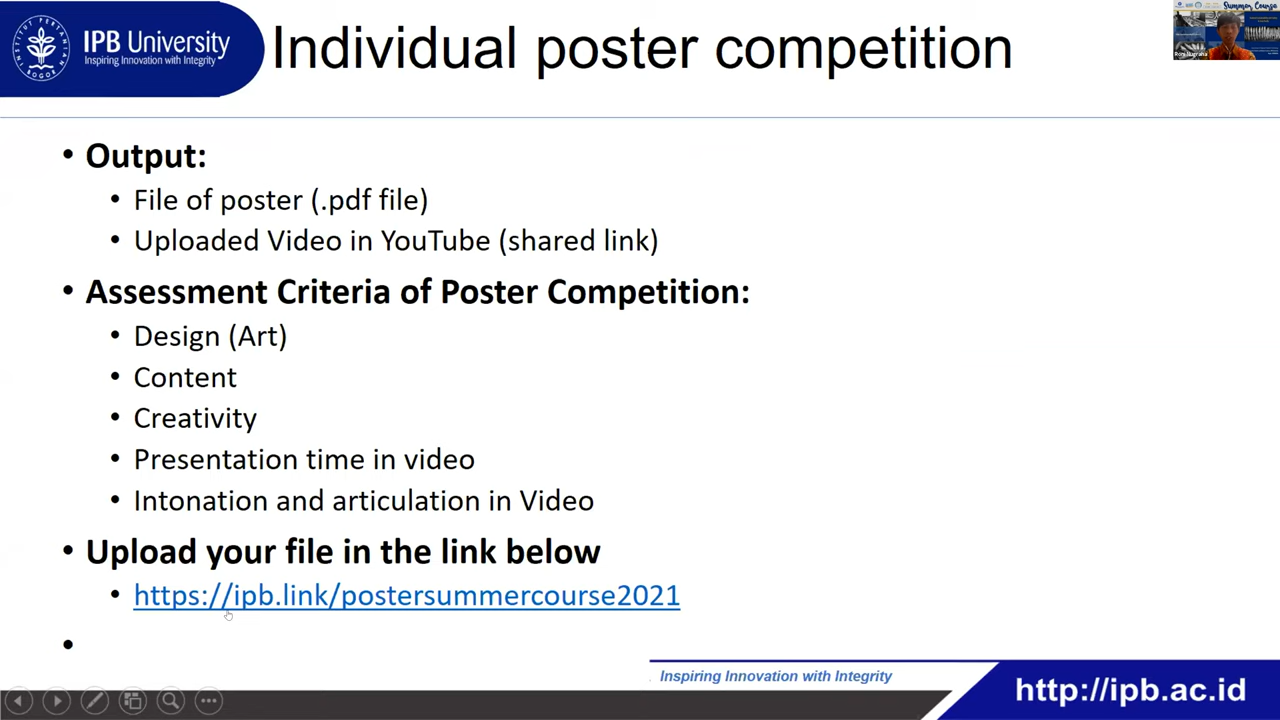 IPB University
Inspiring Innovation with Integrity
Individual poster competition
Summer Course
• Output:
• File of poster (.pdf file)
• Uploaded Video in YouTube (shared link)
• Assessment Criteria of Poster Competition:
• Design (Art)
• Content
• Creativity
• Presentation time in video
• Intonation and articulation in Video
• Upload your file in the link below
• https://ipb.link/postersummercourse2021
•
Inspiring Innovation with Integrity
http://ipb.ac.id